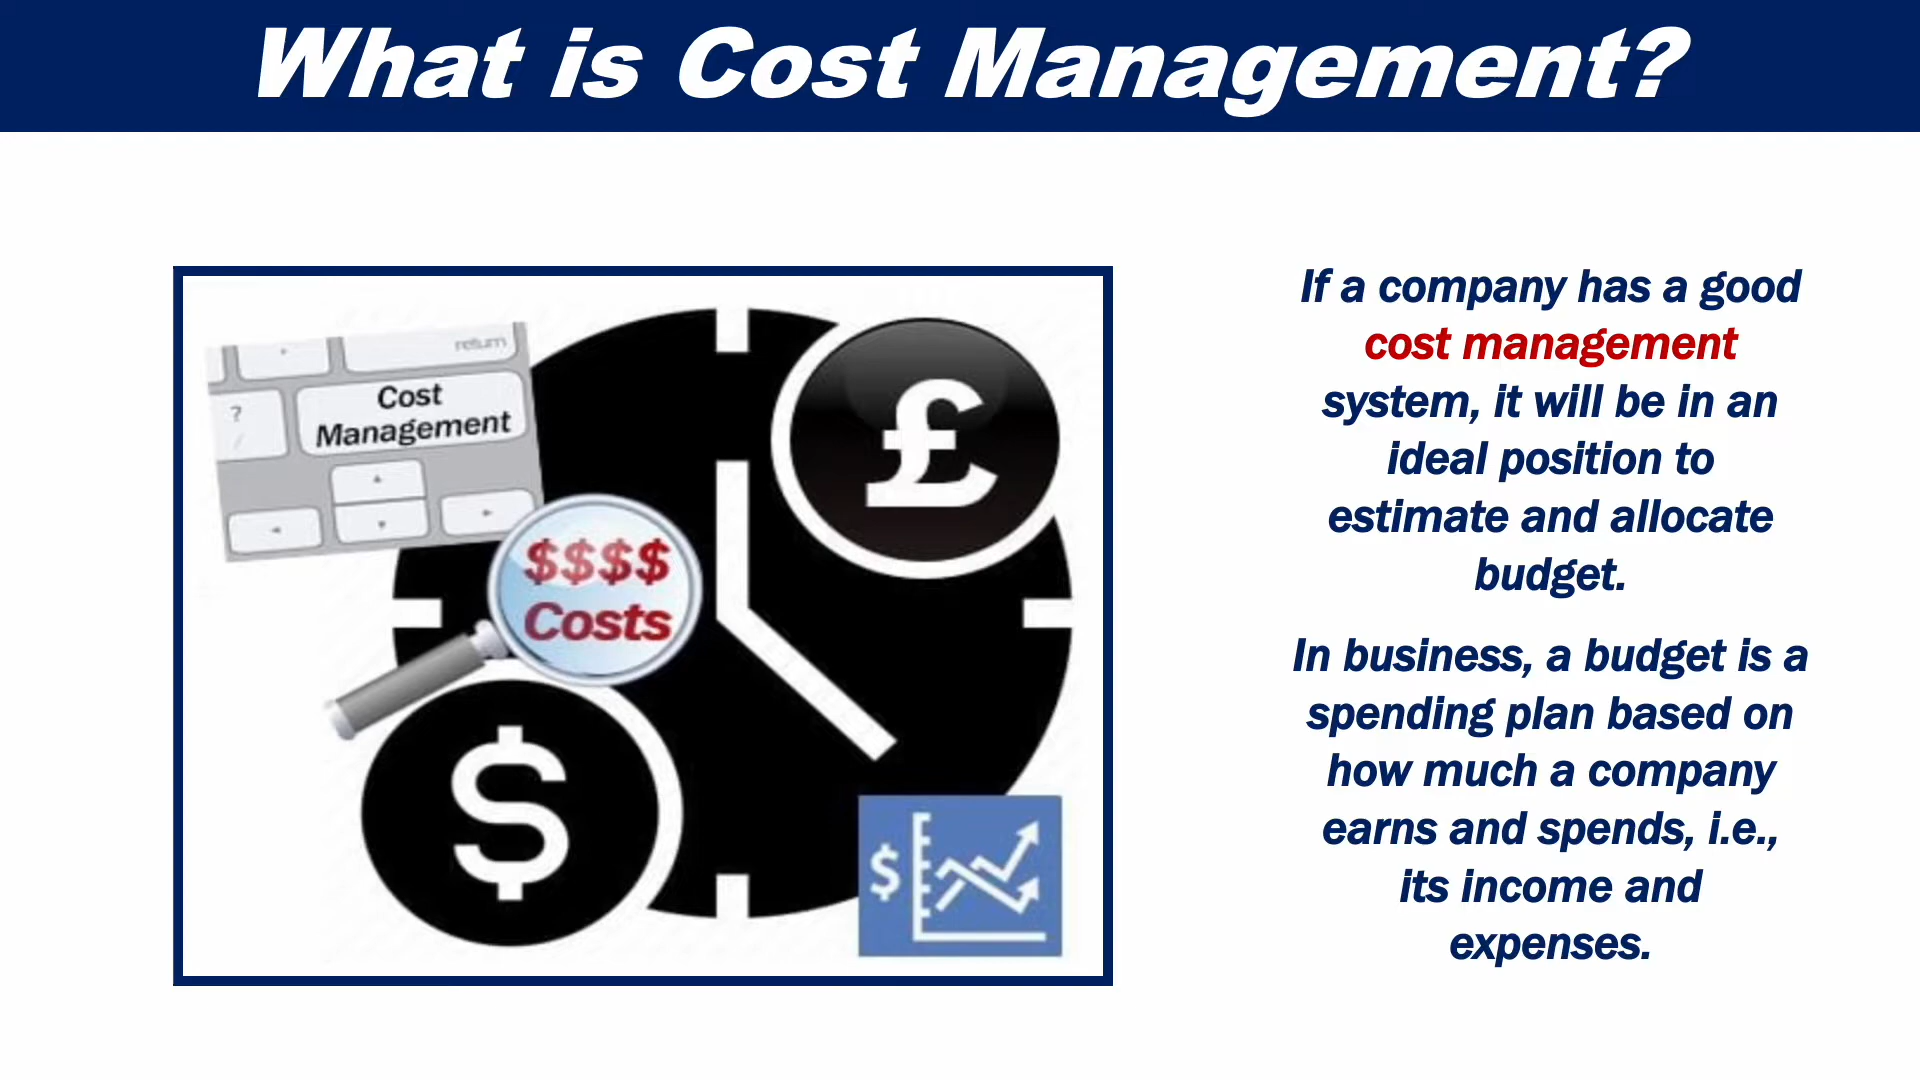 What is Cost Management?
return
?
/
Cost
Management
$$$$
Costs
£
$
$
If a company has a good
cost management
system, it will be in an
ideal position to
estimate and allocate
budget.
In business, a budget is a
spending plan based on
how much a company
earns and spends, i.e.,
its income and
expenses.